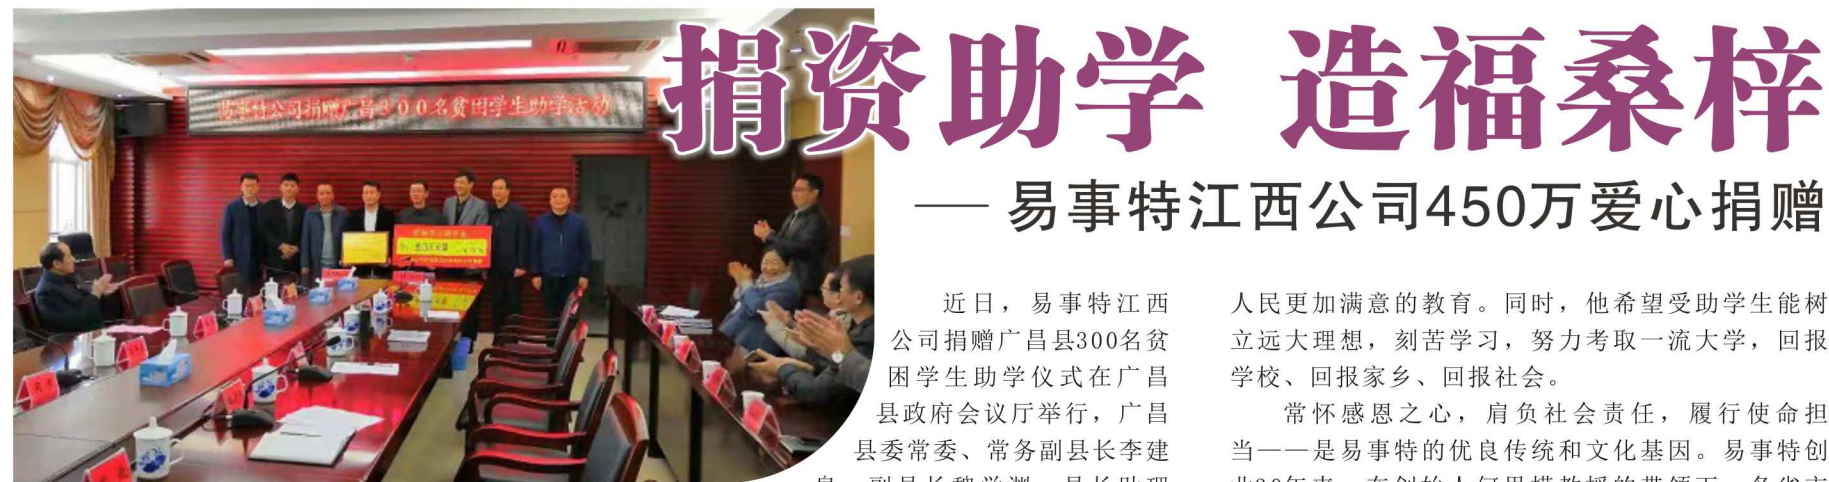 捐资助学 造福桑梓
——易事特江西公司450万爱心捐赠
易事特公司捐赠广昌300名贫困学生助学活动
近日，易事特江西
公司捐赠广昌县300名贫
困学生助学仪式在广昌
县政府会议厅举行，广昌
县委常委、常务副县长李建
人民更加满意的教育。同时，他希望受助学生能树
立远大理想，刻苦学习，努力考取一流大学，回报
学校、回报家乡、回报社会。
常怀感恩之心，肩负社会责任，履行使命担
当——是易事特的优良传统和文化基因。易事特创